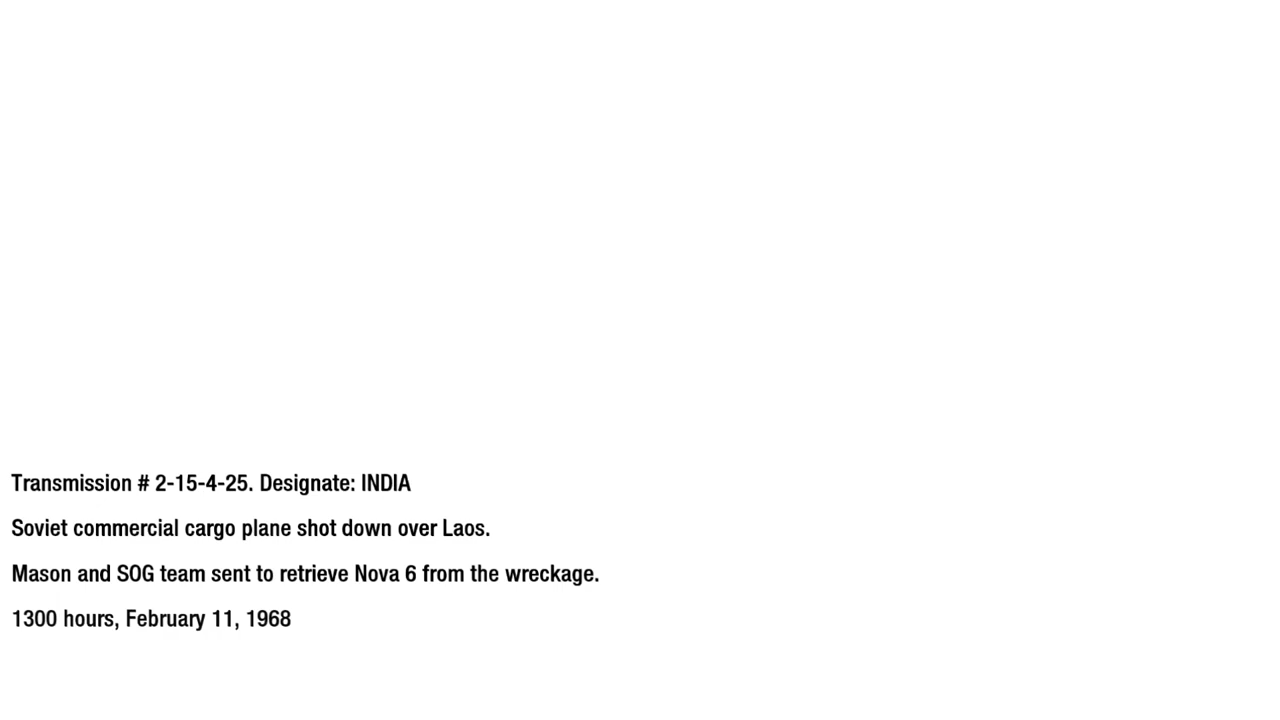 Transmission # 2-15-4-25. Designate: INDIA
Soviet commercial cargo plane shot down over Laos.
Mason and SOG team sent to retrieve Nova 6 from the wreckage.
1300 hours, February 11, 1968